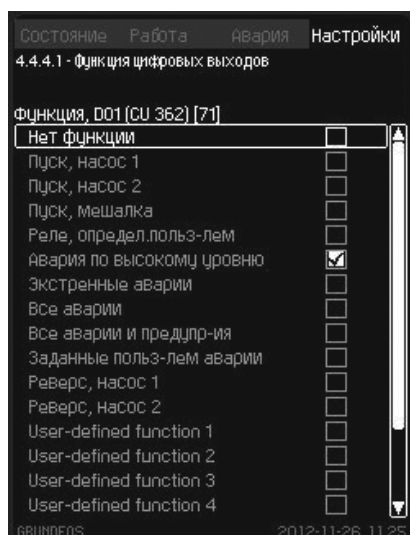 Состояние Работа Авария Настройки
4.4.4.1 - Функция цифровых выходов
Функция, DO1 (CU 362) [71]
Нет функции
Пуск, насос 1
Пуск, насос 2
Пуск, мешалка
Реле, определ.польз-лем
Авария по высокому уровню
Экстренные аварии
Все аварии
Все аварии и предупр-ия
Заданные польз-лем аварии
Реверс, насос 1
Реверс, насос 2
User-defined function 1
User-defined function 2
User-defined function 3
User-defined function 4
GRUNDFOS 2012-11-26 11:25